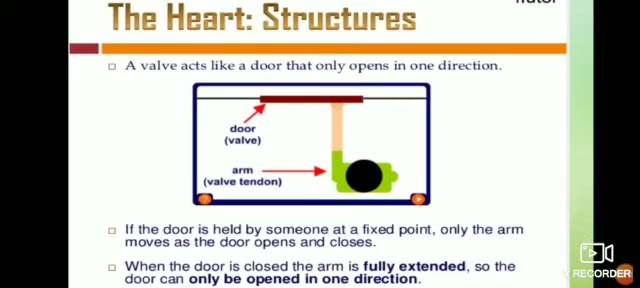 The Heart: Structures
A valve acts like a door that only opens in one direction.
door
(valve)
arm
(valve tendon)
?
If the door is held by someone at a fixed point, only the arm
moves as the door opens and closes.
When the door is closed the arm is fully extended, so the
door can only be opened in one direction.
RECORDER